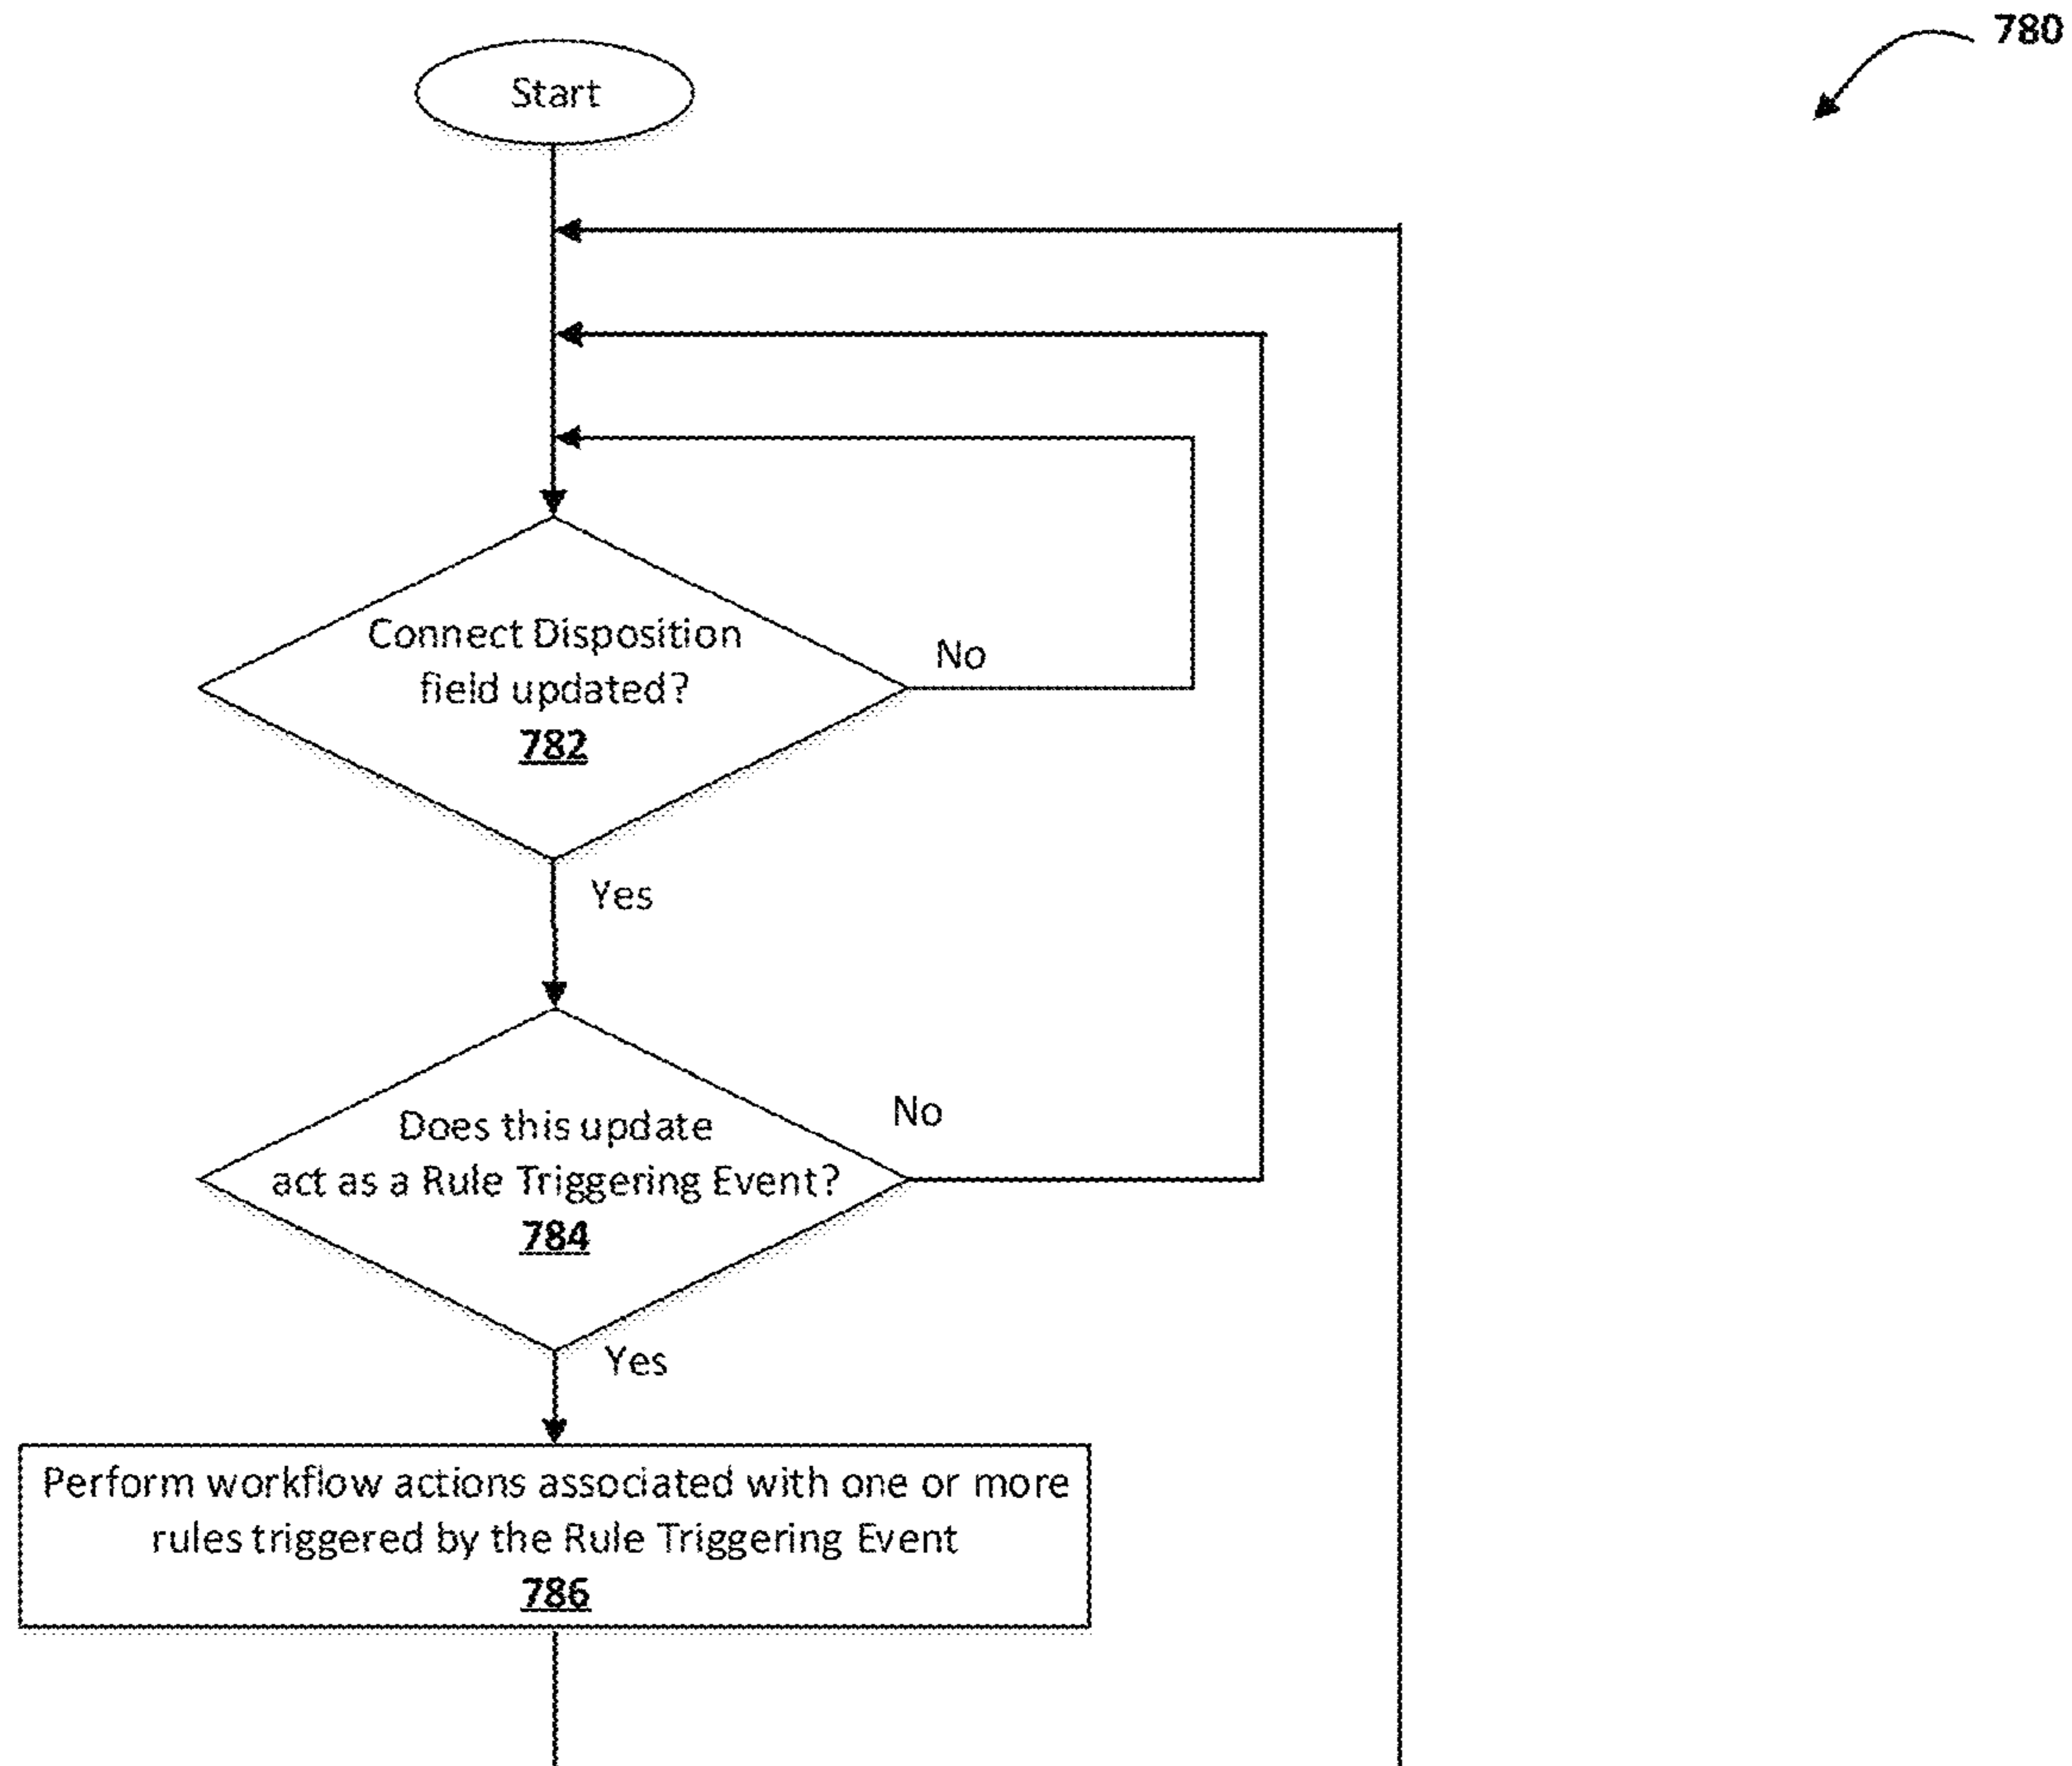 780
Start
Connect Disposition
field updated?
782
No
Yes
Does this update
act as a Rule Triggering Event?
784
No
Yes
Perform workflow actions associated with one or more
rules triggered by the Rule Triggering Event
786